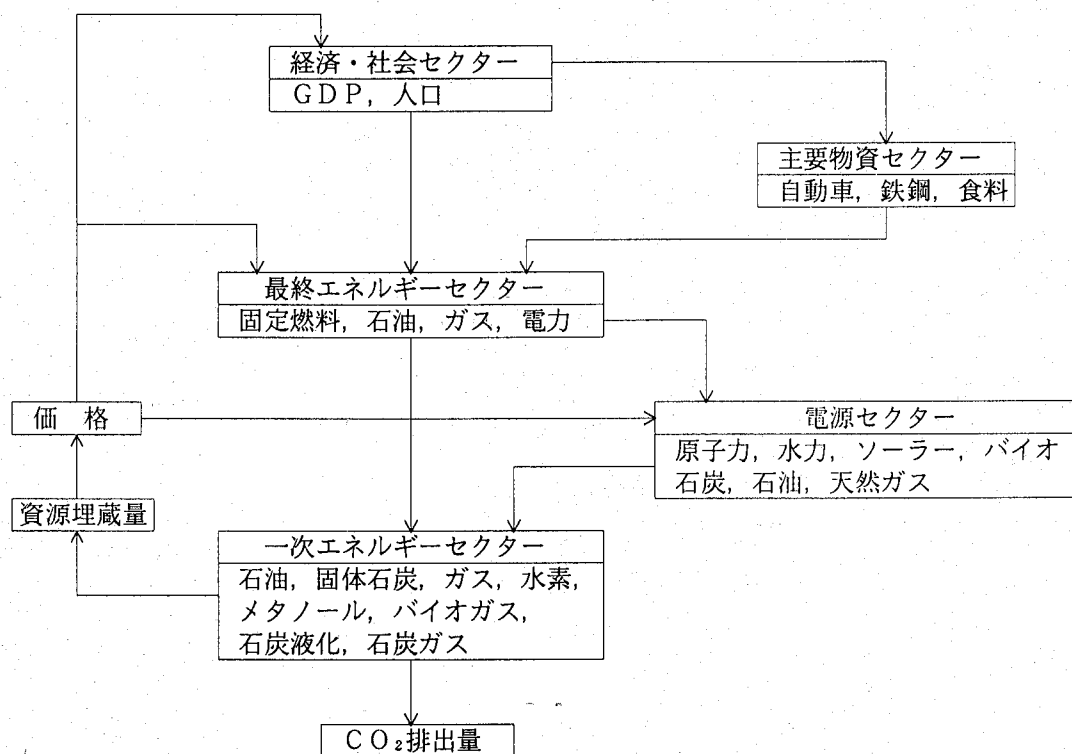 経済・社会セクター
GDP, 人口
主要物資セクター
自動車, 鉄鋼, 食料
最終エネルギーセクター
固定燃料, 石油, ガス, 電力
価 格
電源セクター
原子力, 水力, ソーラー, バイオ
石炭, 石油, 天然ガス
資源埋蔵量
一次エネルギーセクター
石油, 固体石炭, ガス, 水素,
メタノール, バイオガス,
石炭液化, 石炭ガス
CO₂排出量